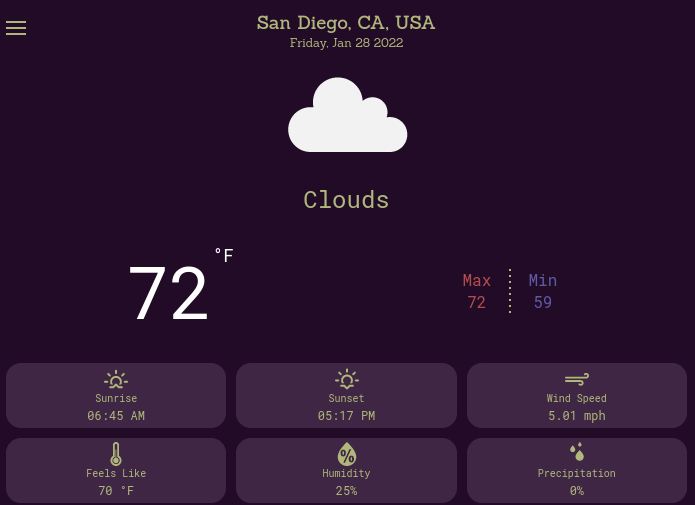 San Diego, CA, USA
Friday, Jan 28 2022
Clouds
72 °F
Max Min
72 59
Sunrise Sunset Wind Speed
06:45 AM 05:17 PM 5.01 mph
Feels Like Humidity Precipitation
70 °F 25% 0%